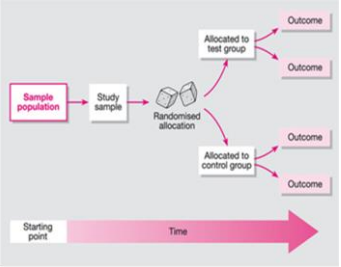 Sample
population
Study
sample
Randomised
allocation
Allocated to
test group
Outcome
Outcome
Allocated to
control group
Outcome
Outcome
Starting
point
Time